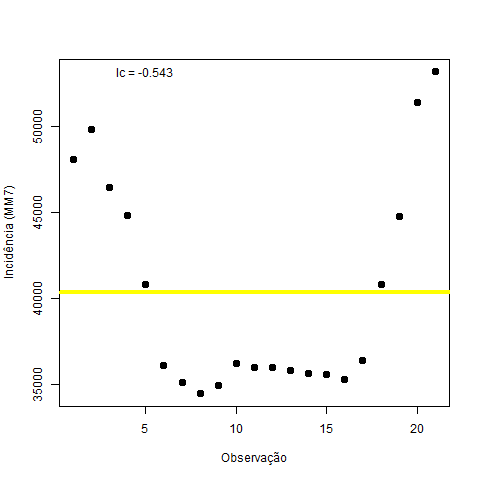 Ic = -0.543
Incidência (MM7)
50000
45000
40000
35000
5 10 15 20
Observação